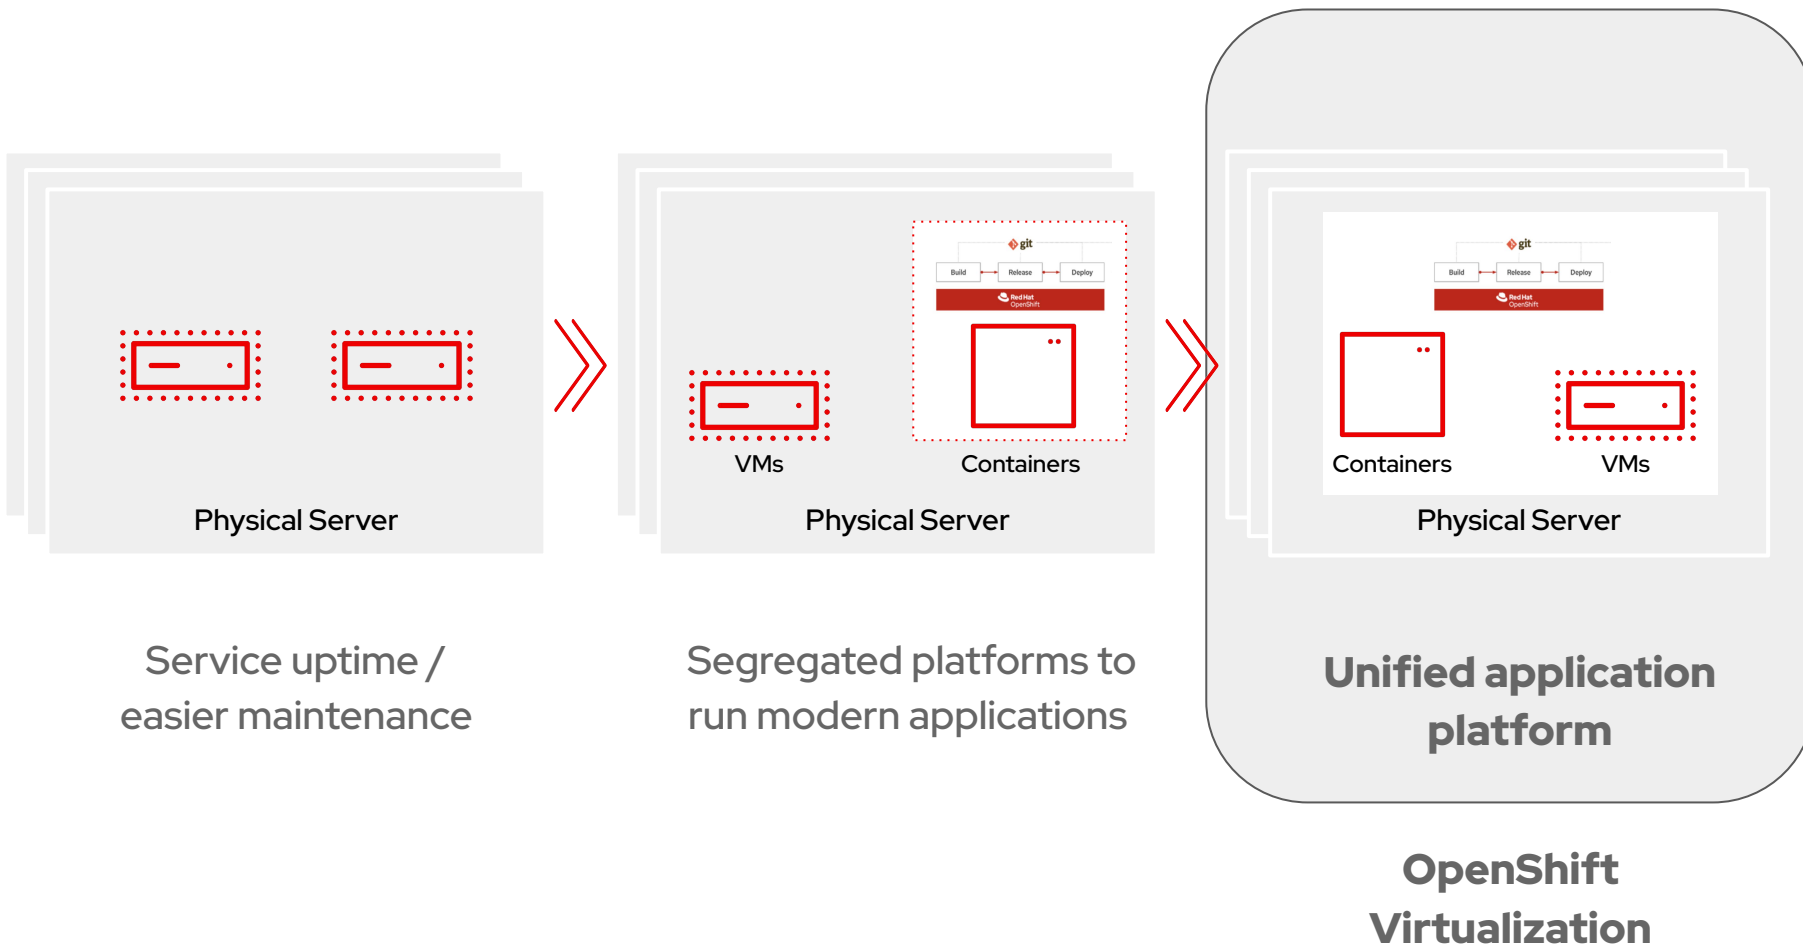 Physical Server
Service uptime /
easier maintenance
git
Build
Release
Deploy
Red Hat
OpenShift
VMs
Containers
Physical Server
Segregated platforms to
run modern applications
git
Build
Release
Deploy
Red Hat
OpenShift
Containers
VMs
Physical Server
Unified application
platform
OpenShift
Virtualization